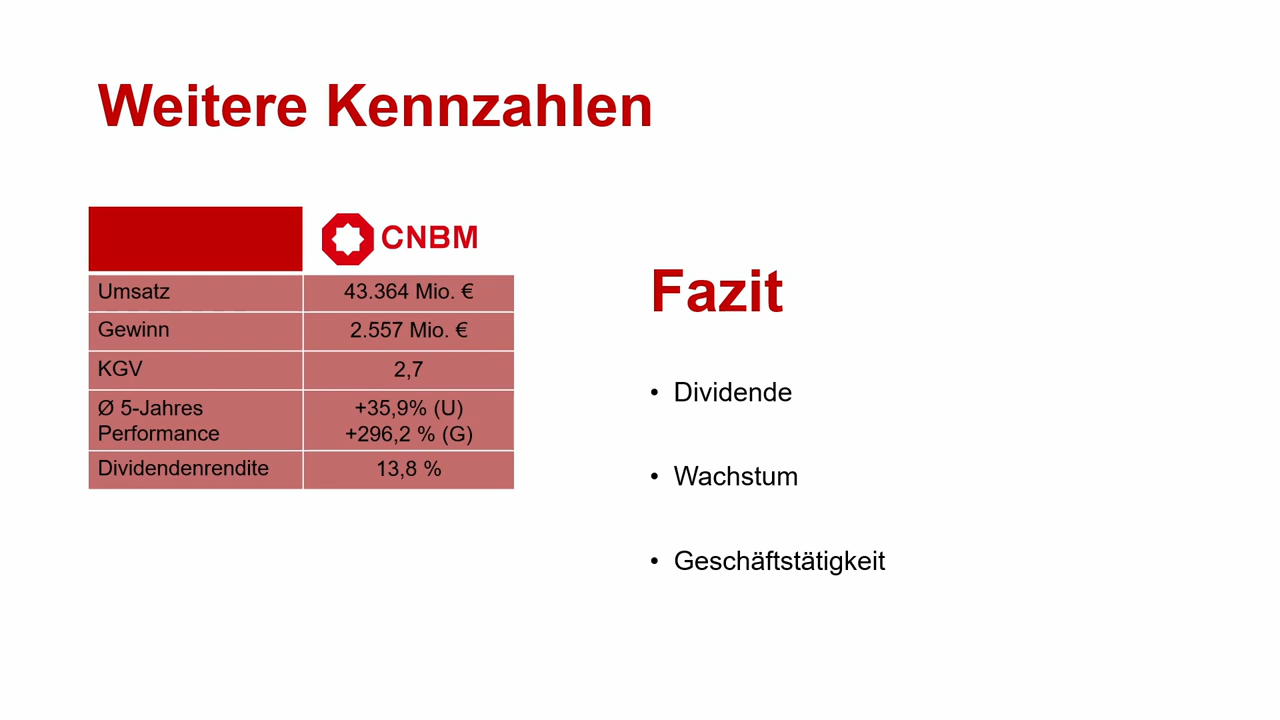 Weitere Kennzahlen
CNBM
Umsatz 43.364 Mio. €
Gewinn 2.557 Mio. €
KGV 2,7
Ø 5-Jahres +35,9% (U)
Performance +296,2 % (G)
Dividendenrendite 13,8 %
Fazit
• Dividende
• Wachstum
• Geschäftstätigkeit